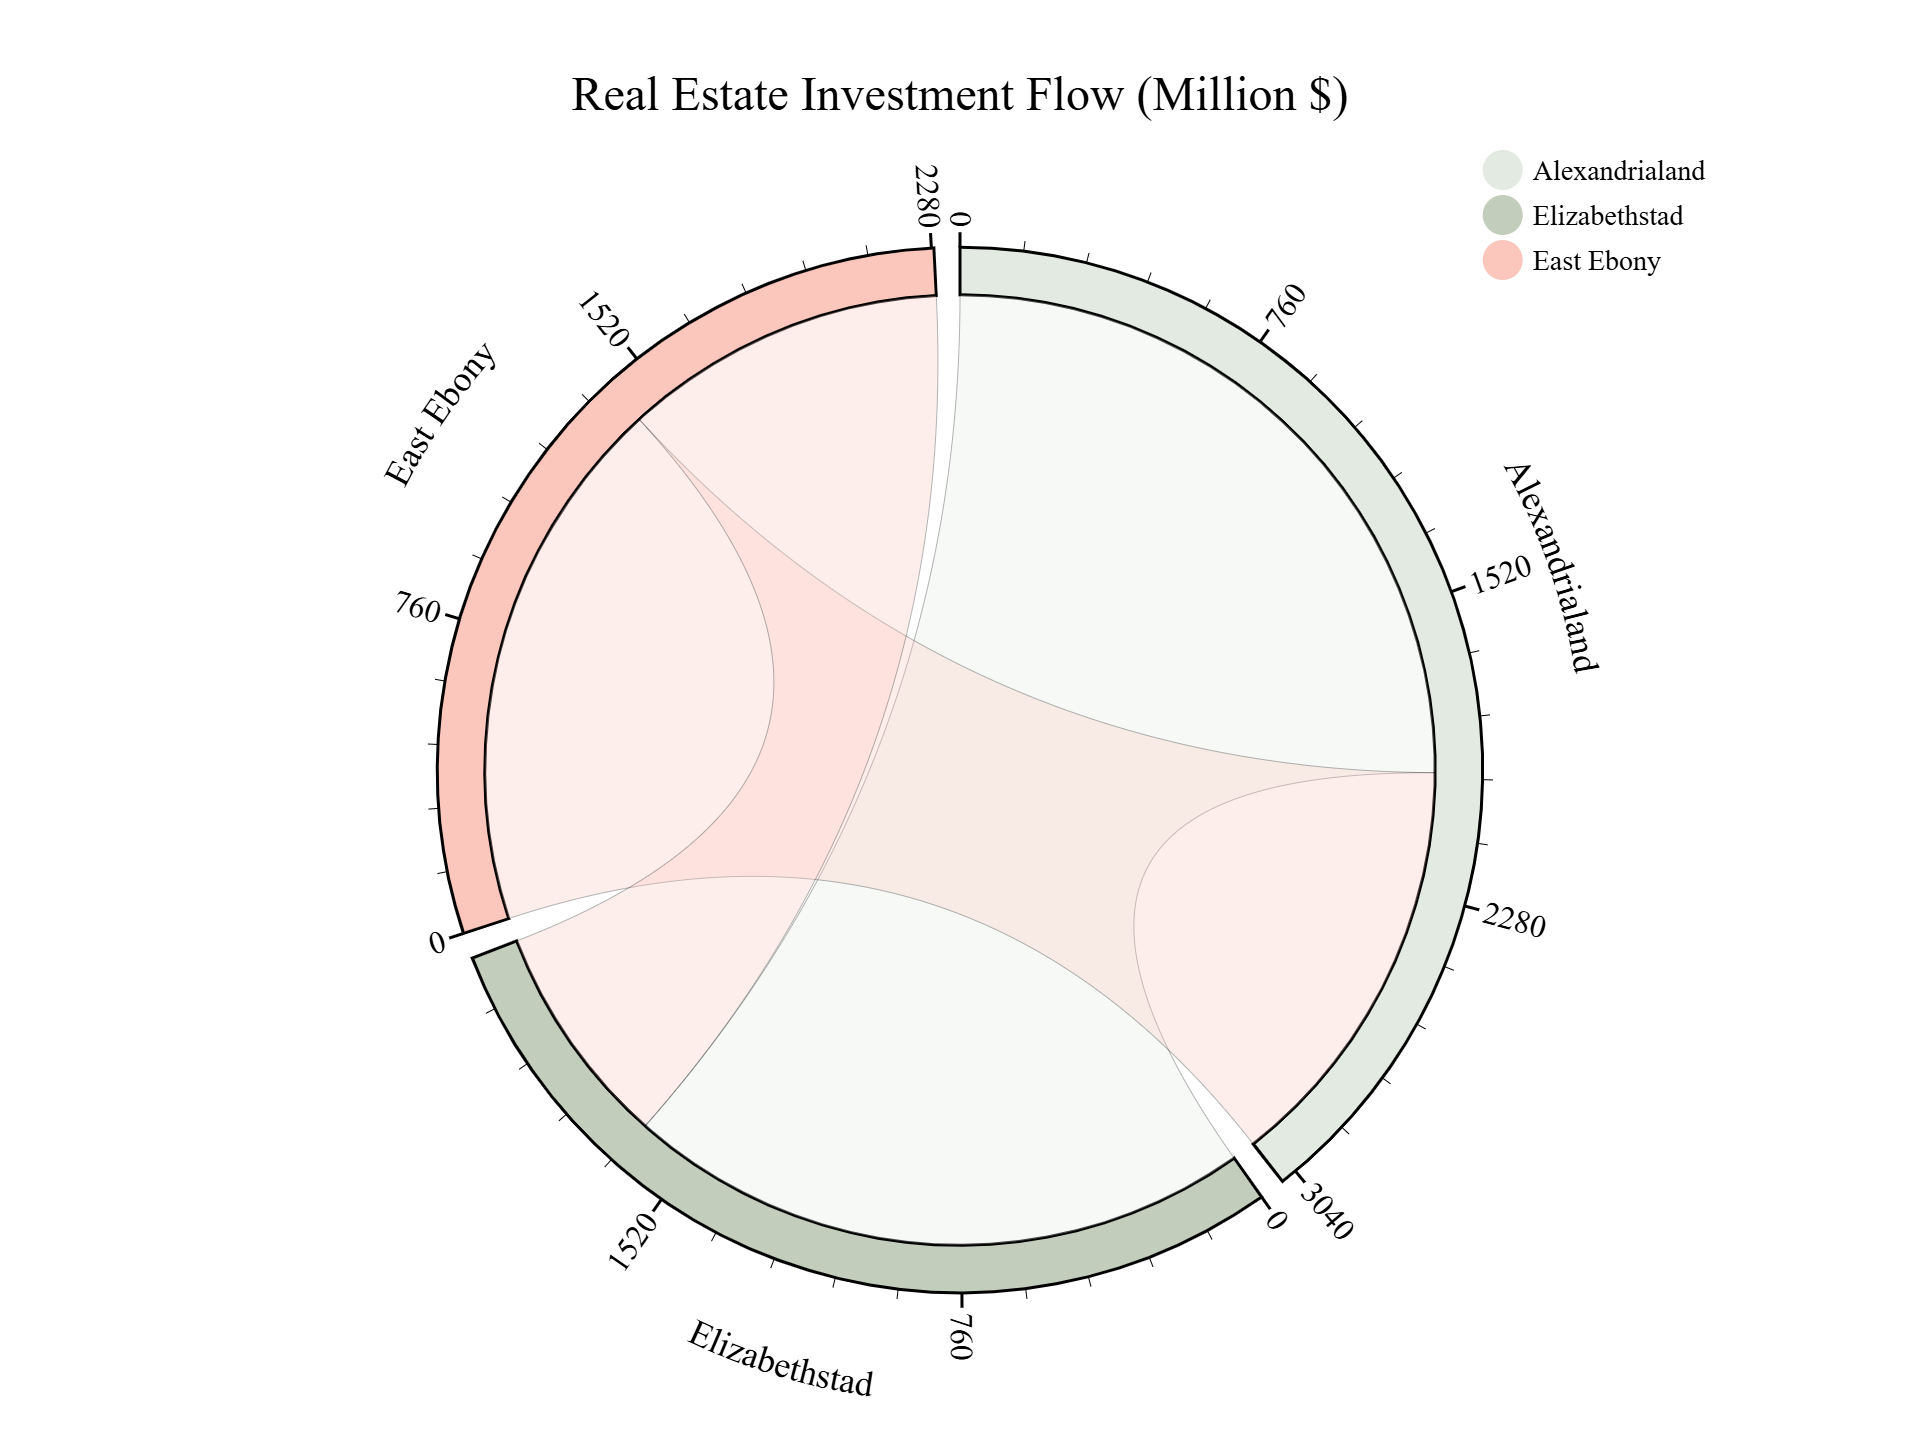 Real Estate Investment Flow (Million $)
Alexandrialand
Elizabethstad
East Ebony
0
760
1520
2280
3040
Alexandrialand
0
760
1520
Elizabethstad
0
760
1520
2280
East Ebony